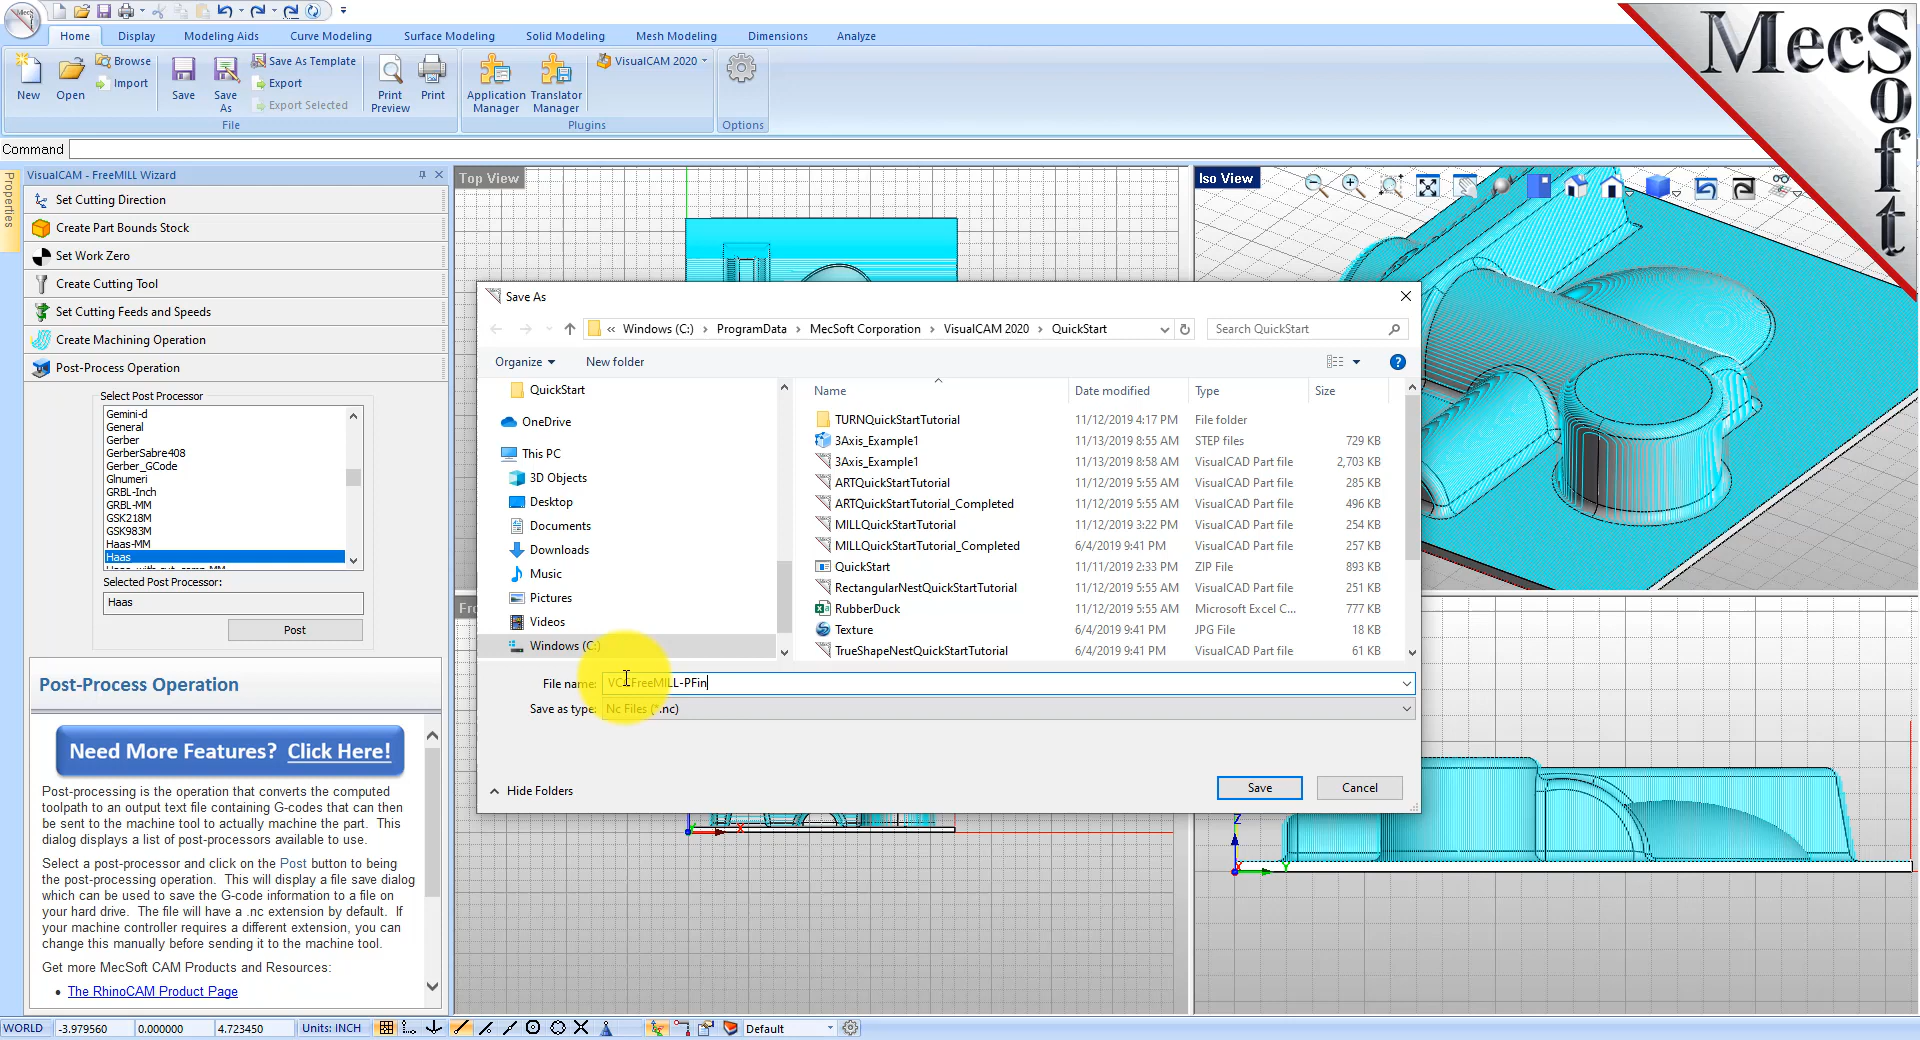 MecSoft
Home Display Modeling Aids Curve Modeling Surface Modeling Solid Modeling Mesh Modeling Dimensions Analyze
New Open Browse Import Save Save As Save As Template Export Export Selected Print Preview Print Application Manager Translator Manager VisualCAM 2020
File Plugins Options
Command
Properties
VisualCAM - FreeMILL Wizard
Set Cutting Direction
Create Part Bounds Stock
Set Work Zero
Create Cutting Tool
Set Cutting Feeds and Speeds
Create Machining Operation
Post-Process Operation
Select Post Processor
Gemini-d
General
Gerber
GerberSabre408
Gerber_GCode
Glnumeri
GRBL-Inch
GRBL-MM
GSK218M
GSK983M
Haas-MM
Haas
Selected Post Processor:
Haas
Post
Post-Process Operation
Need More Features? Click Here!
Post-processing is the operation that converts the computed
toolpath to an output text file containing G-codes that can then
be sent to the machine tool to actually machine the part. This
dialog displays a list of post-processors available to use.
Select a post-processor and click on the Post button to being
the post-processing operation. This will display a file save dialog
which can be used to save the G-code information to a file on
your hard drive. The file will have a .nc extension by default. If
your machine controller requires a different extension, you can
change this manually before sending it to the machine tool.
Get more MecSoft CAM Products and Resources:
• The RhinoCAM Product Page
Top View
Iso View
Save As
« Windows (C:) › ProgramData › MecSoft Corporation › VisualCAM 2020 › QuickStart
Search QuickStart
Organize New folder
QuickStart
OneDrive
This PC
3D Objects
Desktop
Documents
Downloads
Music
Pictures
Videos
Windows (C:)
Name Date modified Type Size
TURNQuickStartTutorial 11/12/2019 4:17 PM File folder
3Axis_Example1 11/13/2019 8:55 AM STEP files 729 KB
3Axis_Example1 11/13/2019 8:58 AM VisualCAD Part file 2,703 KB
ARTQuickStartTutorial 11/12/2019 5:55 AM VisualCAD Part file 285 KB
ARTQuickStartTutorial_Completed 11/12/2019 5:55 AM VisualCAD Part file 496 KB
MILLQuickStartTutorial 11/12/2019 3:22 PM VisualCAD Part file 254 KB
MILLQuickStartTutorial_Completed 6/4/2019 9:41 PM VisualCAD Part file 257 KB
QuickStart 11/11/2019 2:33 PM ZIP File 893 KB
RectangularNestQuickStartTutorial 11/12/2019 5:55 AM VisualCAD Part file 251 KB
RubberDuck 11/12/2019 5:55 AM Microsoft Excel C... 777 KB
Texture 6/4/2019 9:41 PM JPG File 18 KB
TrueShapeNestQuickStartTutorial 6/4/2019 9:41 PM VisualCAD Part file 61 KB
File name:
Save as type: Nc Files (*.nc)
Hide Folders
Save Cancel
Z
X
Y
WORLD -3.979560 0.000000 4.723450 Units: INCH Default